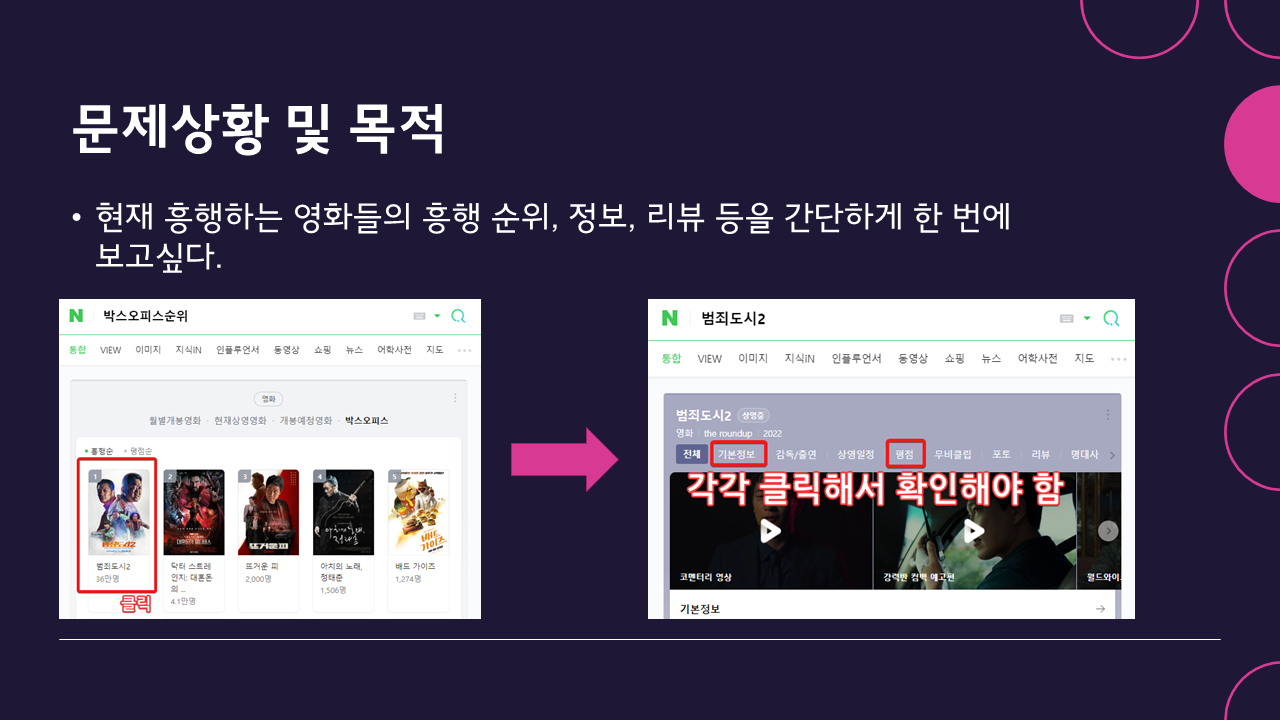 문제상황 및 목적
• 현재 흥행하는 영화들의 흥행 순위, 정보, 리뷰 등을 간단하게 한 번에
보고싶다.
N 박스오피스순위
통합 VIEW 이미지 지식iN 인플루언서 동영상 쇼핑 뉴스 어학사전 지도
영화
월별개봉영화 · 현재상영영화 · 개봉예정영화 · 박스오피스
흥행순 평점순
1 2 3 4 5
범죄도시2
36만명
닥터 스트레
인지: 대혼돈
의 ...
4.1만명
뜨거운 피
2,000명
아치의 노래,
정태춘
1,506명
배드 가이즈
1,274명
클릭
N 범죄도시2
통합 VIEW 이미지 지식iN 인플루언서 동영상 쇼핑 뉴스 어학사전 지도
범죄도시2 상영중
영화 the roundup 2022
전체 기본정보 감독/출연 상영일정 평점 무비클립 포토 리뷰 명대사
각각 클릭해서 확인해야 함
코멘터리 영상
강력반 컴백 예고편
월드와이
기본정보